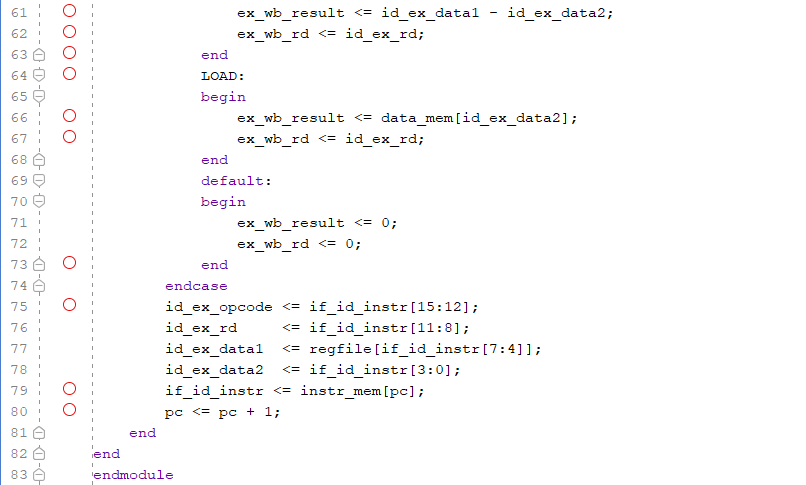 61 ex_wb_result <= id_ex_data1 - id_ex_data2;
62 ex_wb_rd <= id_ex_rd;
63 end
64 LOAD:
65 begin
66 ex_wb_result <= data_mem[id_ex_data2];
67 ex_wb_rd <= id_ex_rd;
68 end
69 default:
70 begin
71 ex_wb_result <= 0;
72 ex_wb_rd <= 0;
73 end
74 endcase
75 id_ex_opcode <= if_id_instr[15:12];
76 id_ex_rd     <= if_id_instr[11:8];
77 id_ex_data1  <= regfile[if_id_instr[7:4]];
78 id_ex_data2  <= if_id_instr[3:0];
79 if_id_instr <= instr_mem[pc];
80 pc <= pc + 1;
81 end
82 end
83 endmodule